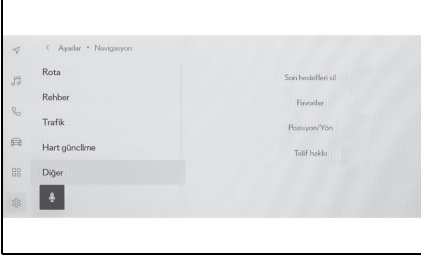 Ayarlar • Navigasyon
Rota
Rehber
Trafik
Hart günclme
Diğer
Son hedefleri sil
Favoriler
Pozisyon/Yön
Telif hakkı